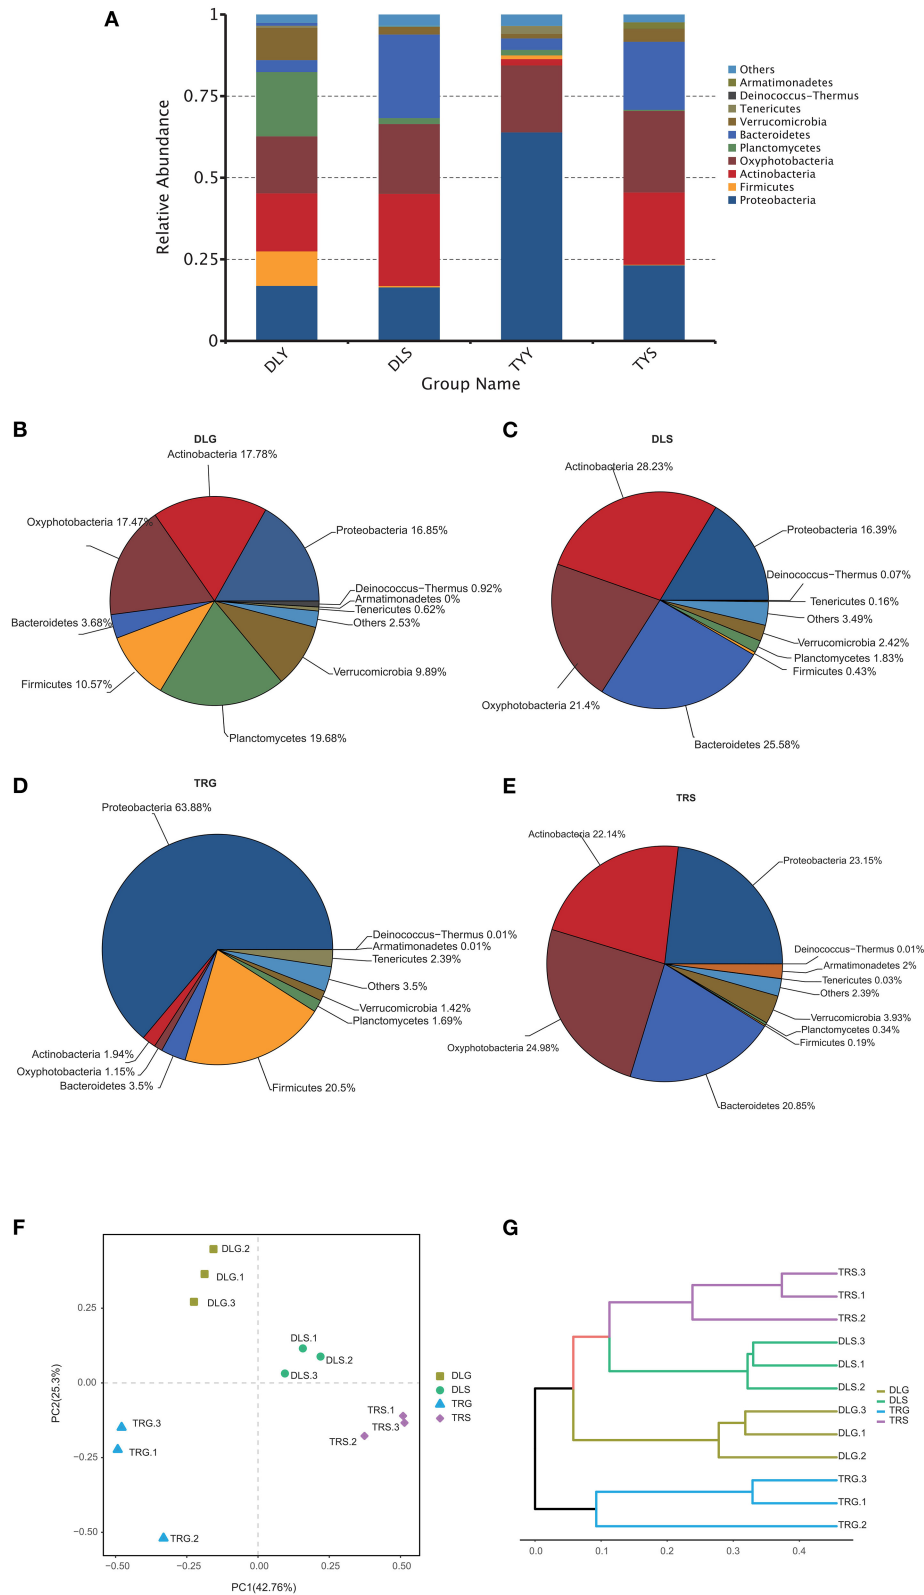 A
1
0.75
0.5
0.25
0
Relative Abundance
DLY
DLS
TYY
TYS
Group Name
Others
Armatimonadetes
Deinococcus-Thermus
Tenericutes
Verrucomicrobia
Bacteroidetes
Planctomycetes
Oxyphotobacteria
Actinobacteria
Firmicutes
Proteobacteria
B
DLG
Actinobacteria 17.78%
Oxyphotobacteria 17.47%
Proteobacteria 16.85%
Deinococcus-Thermus 0.92%
Armatimonadetes 0%
Tenericutes 0.62%
Others 2.53%
Bacteroidetes 3.68%
Verrucomicrobia 9.89%
Firmicutes 10.57%
Planctomycetes 19.68%
C
DLS
Actinobacteria 28.23%
Proteobacteria 16.39%
Deinococcus-Thermus 0.07%
Tenericutes 0.16%
Others 3.49%
Verrucomicrobia 2.42%
Planctomycetes 1.83%
Firmicutes 0.43%
Oxyphotobacteria 21.4%
Bacteroidetes 25.58%
D
TRG
Proteobacteria 63.88%
Deinococcus-Thermus 0.01%
Armatimonadetes 0.01%
Tenericutes 2.39%
Others 3.5%
Verrucomicrobia 1.42%
Planctomycetes 1.69%
Actinobacteria 1.94%
Oxyphotobacteria 1.15%
Bacteroidetes 3.5%
Firmicutes 20.5%
E
TRS
Actinobacteria 22.14%
Proteobacteria 23.15%
Deinococcus-Thermus 0.01%
Armatimonadetes 2%
Tenericutes 0.03%
Others 2.39%
Verrucomicrobia 3.93%
Planctomycetes 0.34%
Firmicutes 0.19%
Oxyphotobacteria 24.98%
Bacteroidetes 20.85%
F
DLG.2
DLG.1
DLG.3
DLS.1
DLS.2
DLS.3
TRS.1
TRS.3
TRS.2
TRG.3
TRG.1
TRG.2
0.25
0.00
−0.25
−0.50
PC2(25.3%)
−0.50
−0.25
0.00
0.25
0.50
PC1(42.76%)
DLG
DLS
TRG
TRS
G
TRS.3
TRS.1
TRS.2
DLS.3
DLS.1
DLS.2
DLG.3
DLG.1
DLG.2
TRG.3
TRG.1
TRG.2
DLG
DLS
TRG
TRS
0.0
0.1
0.2
0.3
0.4